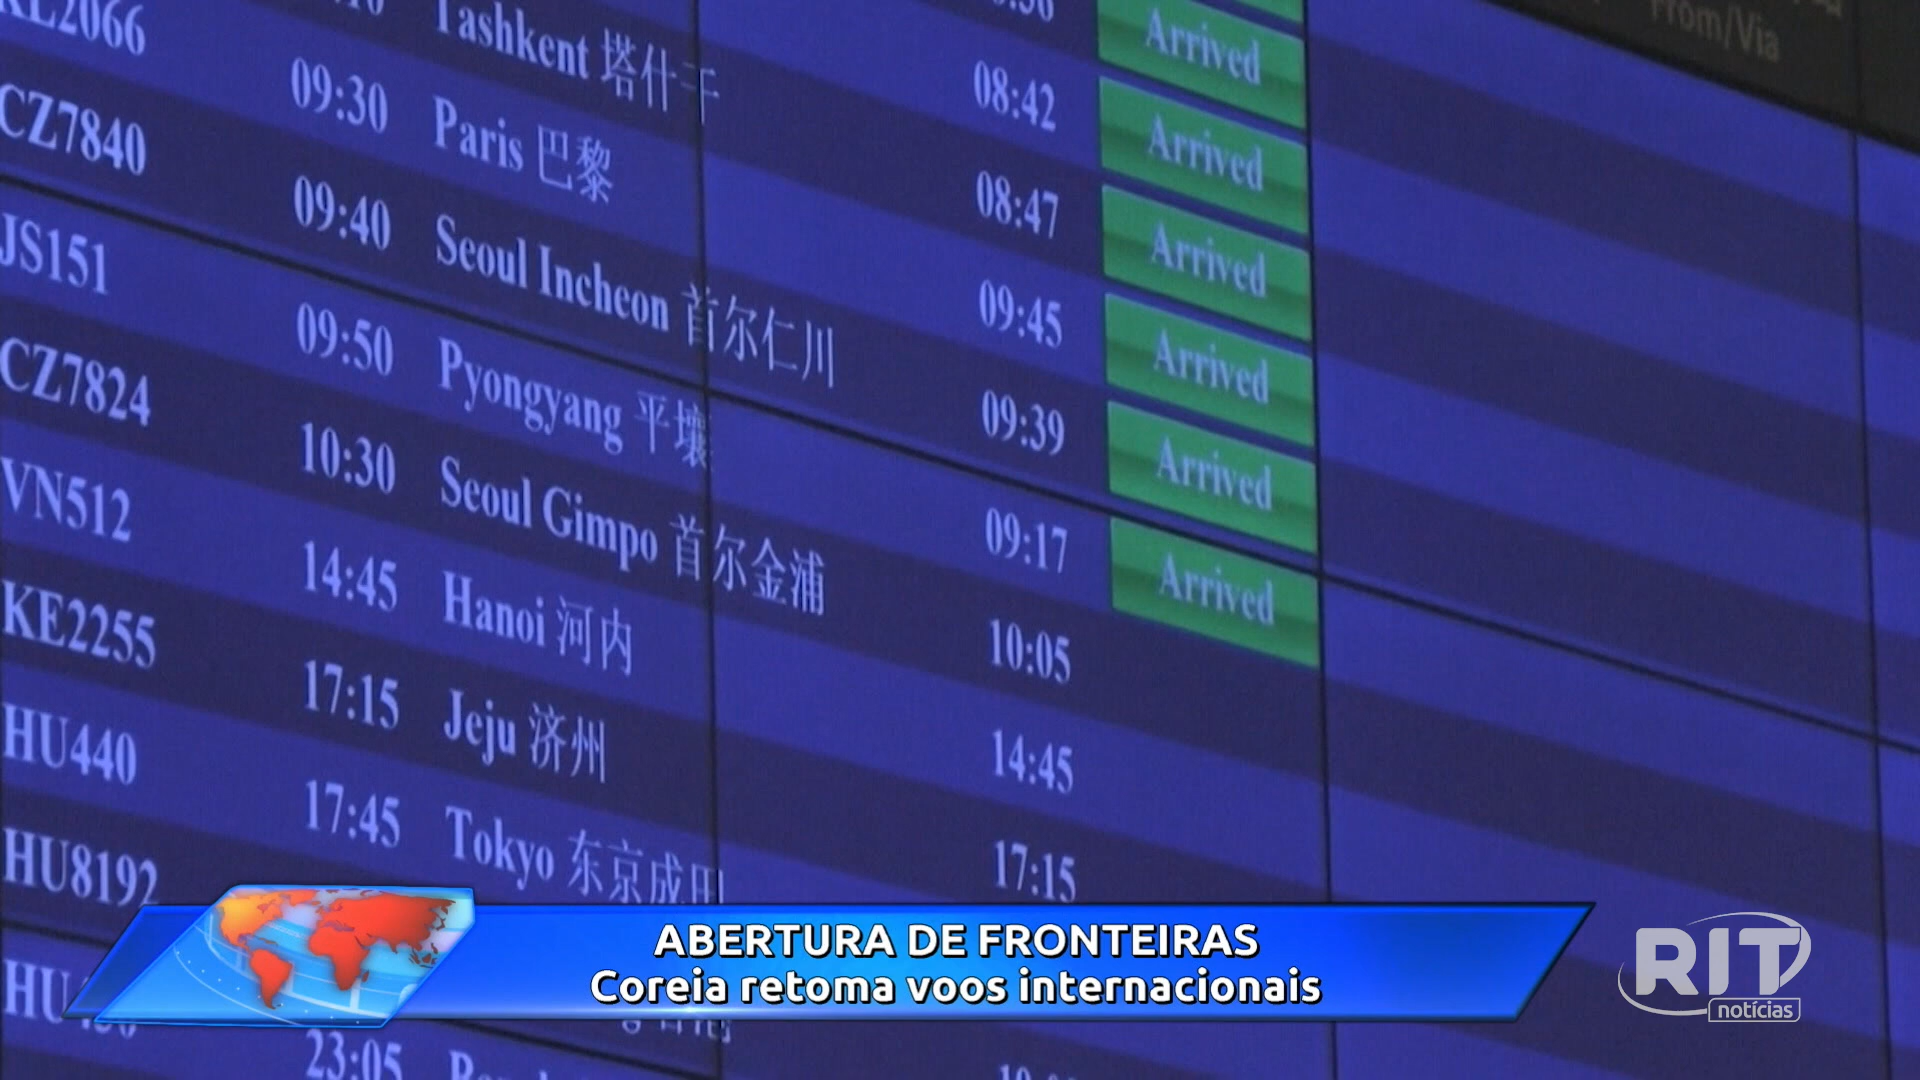 From/Via
Arrived
08:42 Arrived
Tashkent 塔什干 08:47 Arrived
2066 09:30 Paris 巴黎 09:45 Arrived
CZ7840 09:40 Seoul Incheon 首尔仁川 09:39 Arrived
JS151 09:50 Pyongyang 平壤 09:17 Arrived
CZ7824 10:30 Seoul Gimpo 首尔金浦 10:05
VN512 14:45 Hanoi 河内 14:45
KE2255 17:15 Jeju 济州 17:15
HU440 17:45 Tokyo 东京成田
HU8192
23:05
ABERTURA DE FRONTEIRAS
Coreia retoma voos internacionais
RIT
notícias